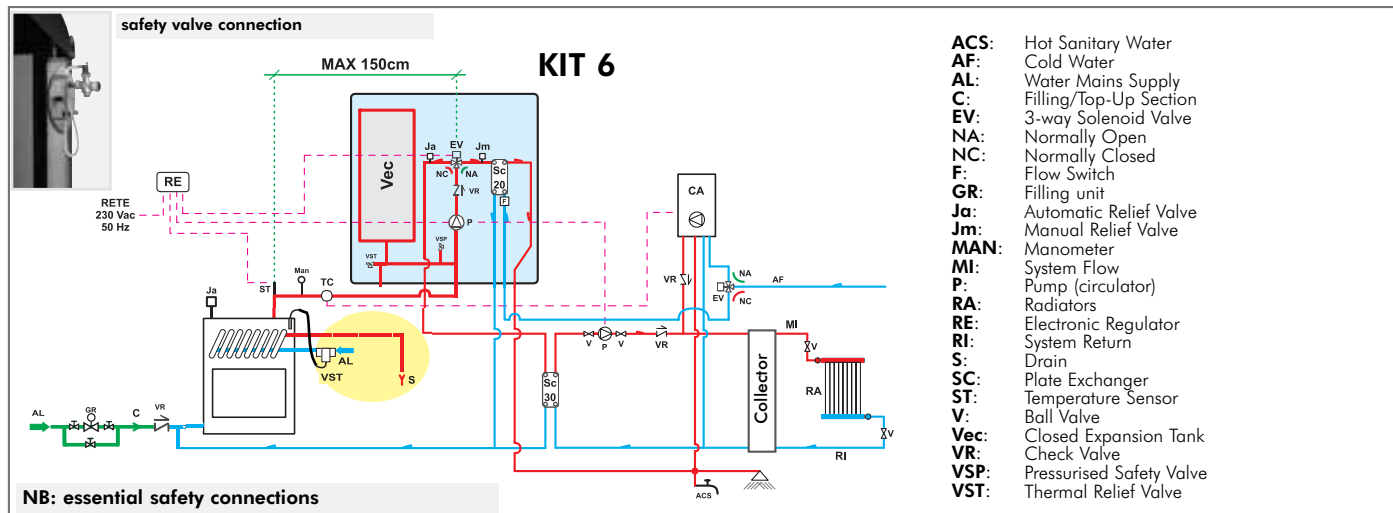 safety valve connection
KIT 6
MAX 150cm
Vec
Ja
EV
Jm
NC
NA
Sc
20
VR
F
P
VSP
VST
RE
RETE
230 Vac
50 Hz
CA
VR
NA
EV
NC
AF
Man
ST
TC
Ja
AL
VST
S
MI
V
P
V
VR
V
Sc
30
Collector
RA
V
RI
AL
GR
C
VR
ACS
NB: essential safety connections
ACS: Hot Sanitary Water
AF: Cold Water
AL: Water Mains Supply
C: Filling/Top-Up Section
EV: 3-way Solenoid Valve
NA: Normally Open
NC: Normally Closed
F: Flow Switch
GR: Filling unit
Ja: Automatic Relief Valve
Jm: Manual Relief Valve
MAN: Manometer
MI: System Flow
P: Pump (circulator)
RA: Radiators
RE: Electronic Regulator
RI: System Return
S: Drain
SC: Plate Exchanger
ST: Temperature Sensor
V: Ball Valve
Vec: Closed Expansion Tank
VR: Check Valve
VSP: Pressurised Safety Valve
VST: Thermal Relief Valve